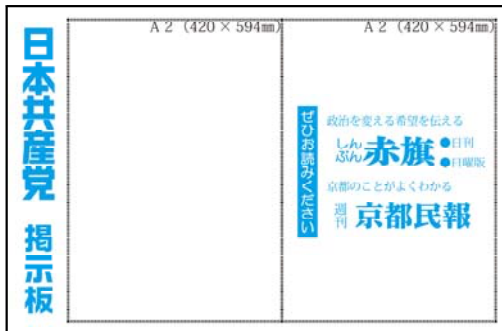 日本共産党 掲示板
A2 (420×594㎜)
A2 (420×594㎜)
ぜひお読みください
政治を変える希望を伝える
しんぶん赤旗
●日刊
●日曜版
京都のことがよくわかる
週刊 京都民報